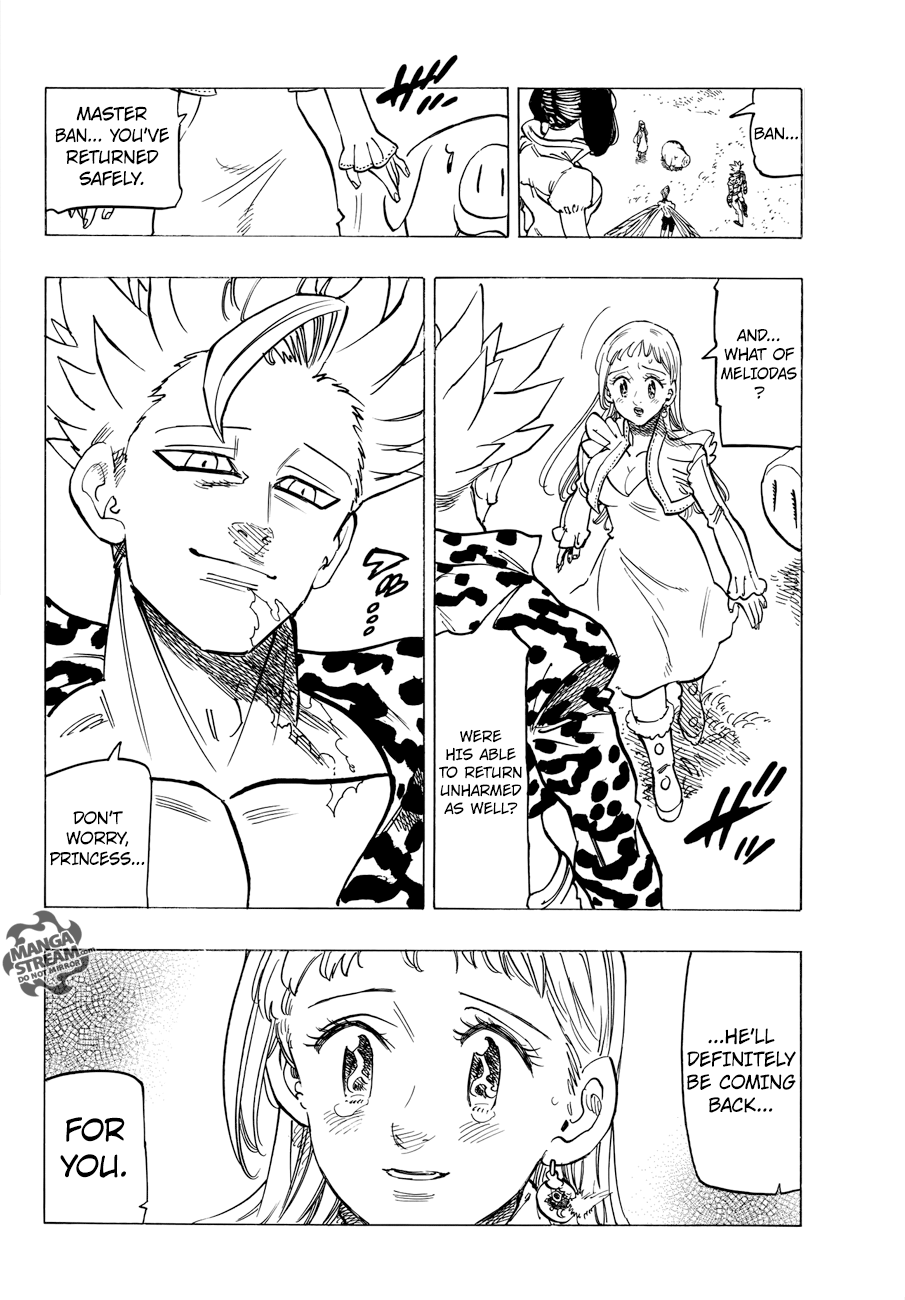 BAN...
MASTER
BAN... YOU'VE
RETURNED
SAFELY.
AND...
WHAT OF
MELIODAS
?
WERE
HIS ABLE
TO RETURN
UNHARMED
AS WELL?
DON'T
WORRY,
PRINCESS...
...HE'LL
DEFINITELY
BE COMING
BACK...
FOR
YOU.
MANGA
STREAM.com
DO NOT MIRROR